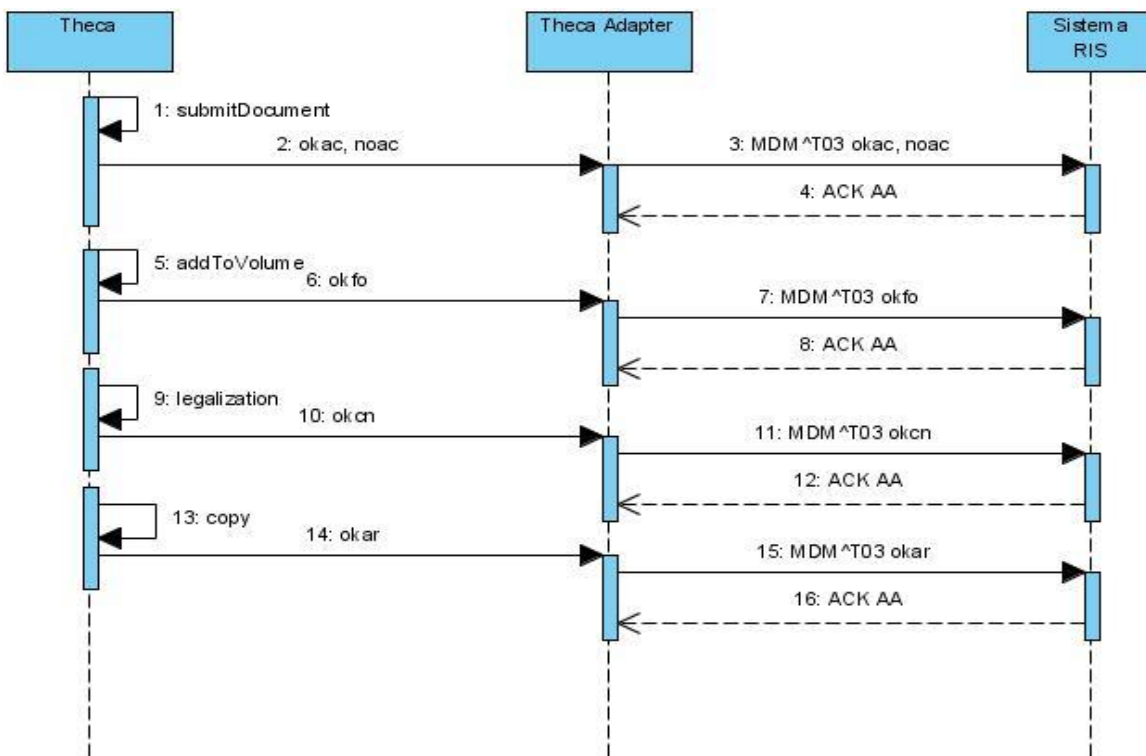 Theca
Theca Adapter
Sistema
RIS
1: submitDocument
2: okac, noac
3: MDM^T03 okac, noac
4: ACK AA
5: addToVolume
6: okfo
7: MDM^T03 okfo
8: ACK AA
9: legalization
10: okcn
11: MDM^T03 okcn
12: ACK AA
13: copy
14: okar
15: MDM^T03 okar
16: ACK AA